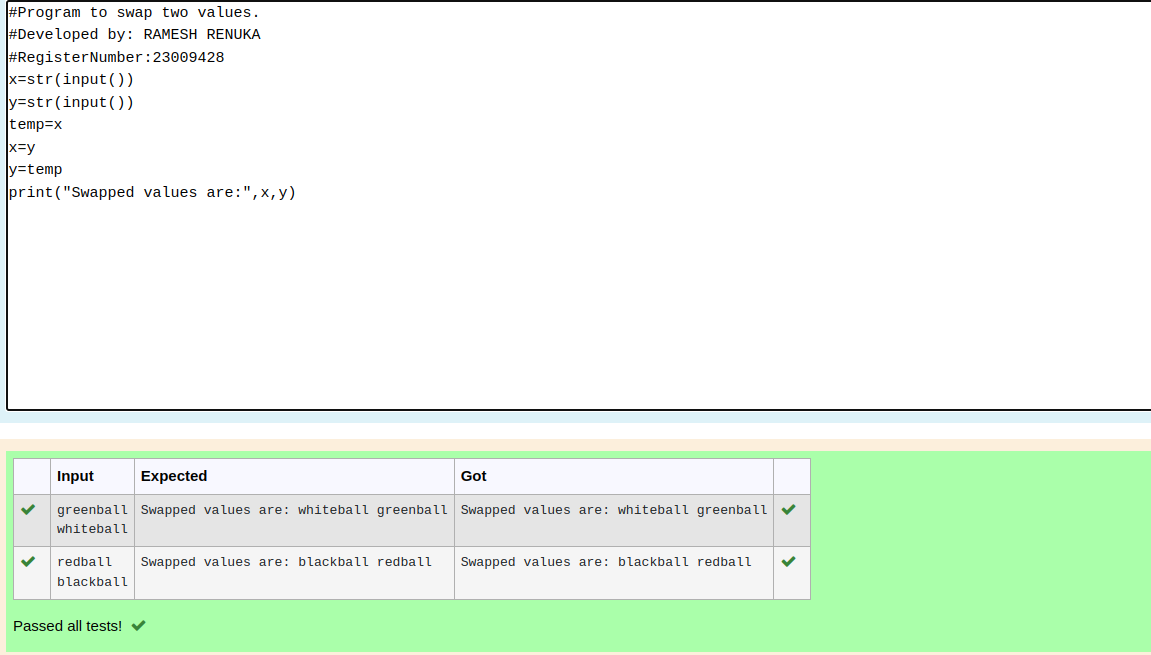 #Program to swap two values.
#Developed by: RAMESH RENUKA
#RegisterNumber:23009428
x=str(input())
y=str(input())
temp=x
x=y
y=temp
print("Swapped values are:",x,y)
Input Expected Got
greenball Swapped values are: whiteball greenball Swapped values are: whiteball greenball
whiteball
redball Swapped values are: blackball redball Swapped values are: blackball redball
blackball
Passed all tests!